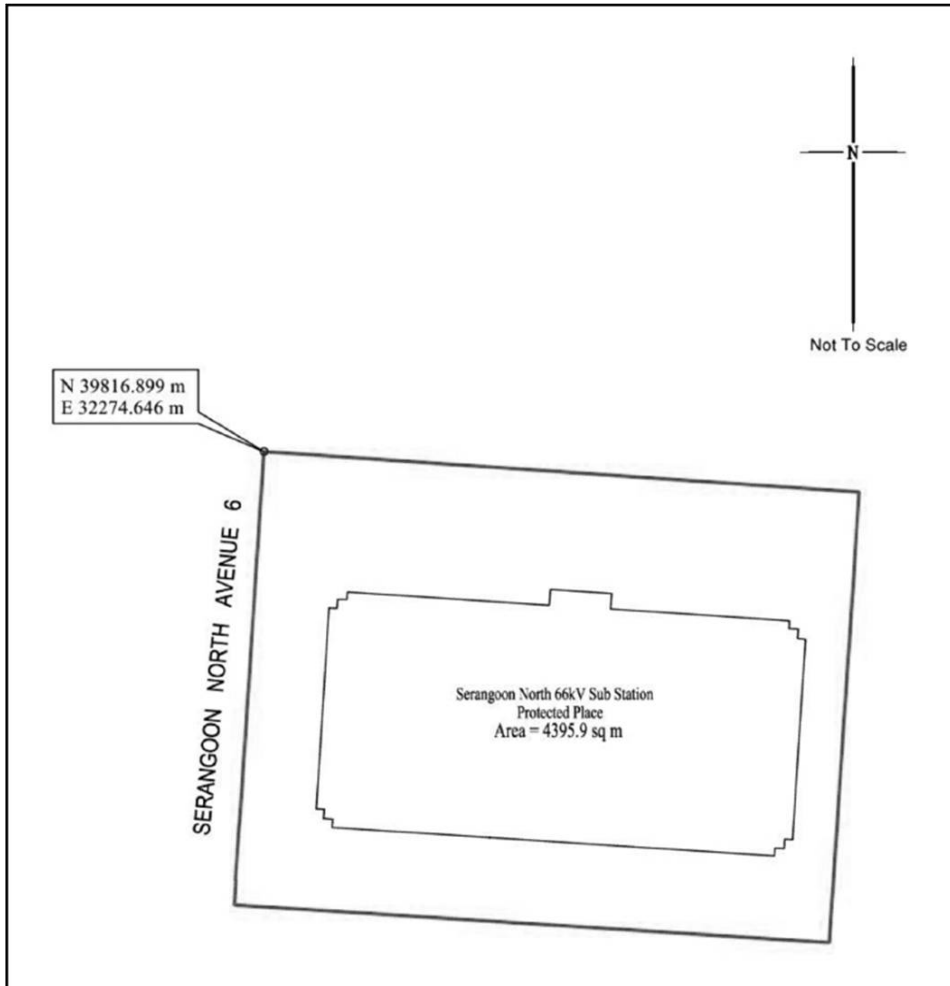 N
Not To Scale
N 39816.899 m
E 32274.646 m
SERANGOON NORTH AVENUE 6
Serangoon North 66kV Sub Station
Protected Place
Area = 4395.9 sq m